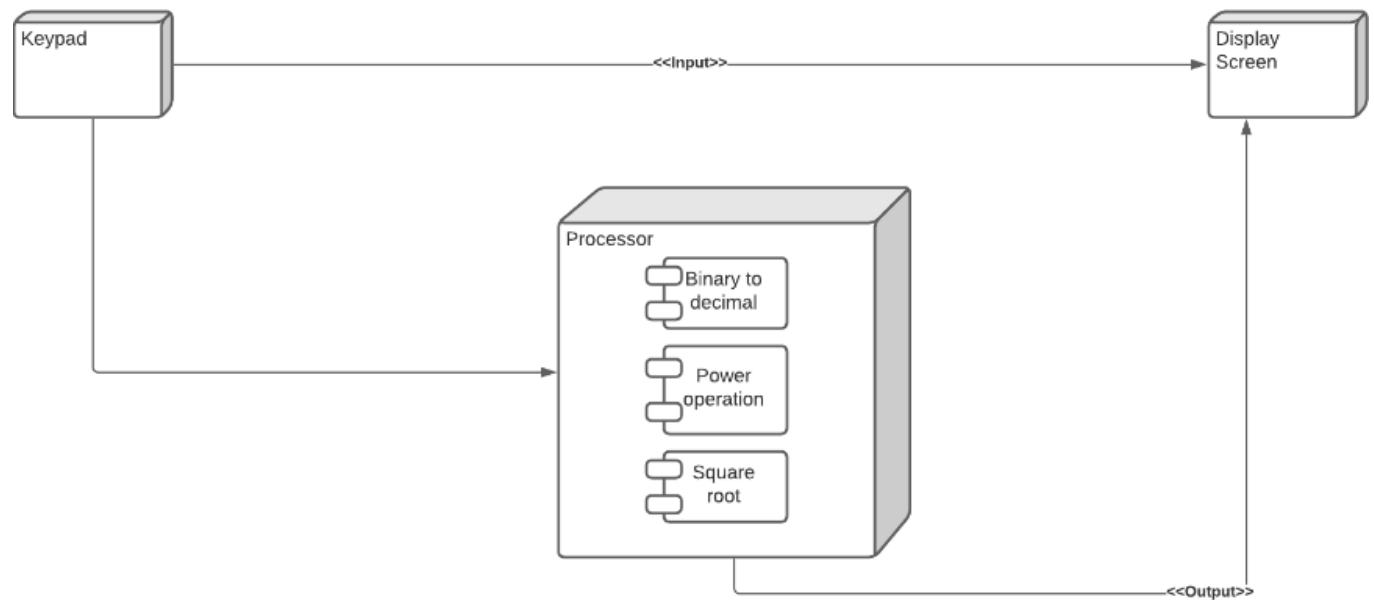 Keypad
<<Input>>
Display
Screen
Processor
Binary to
decimal
Power
operation
Square
root
<<Output>>